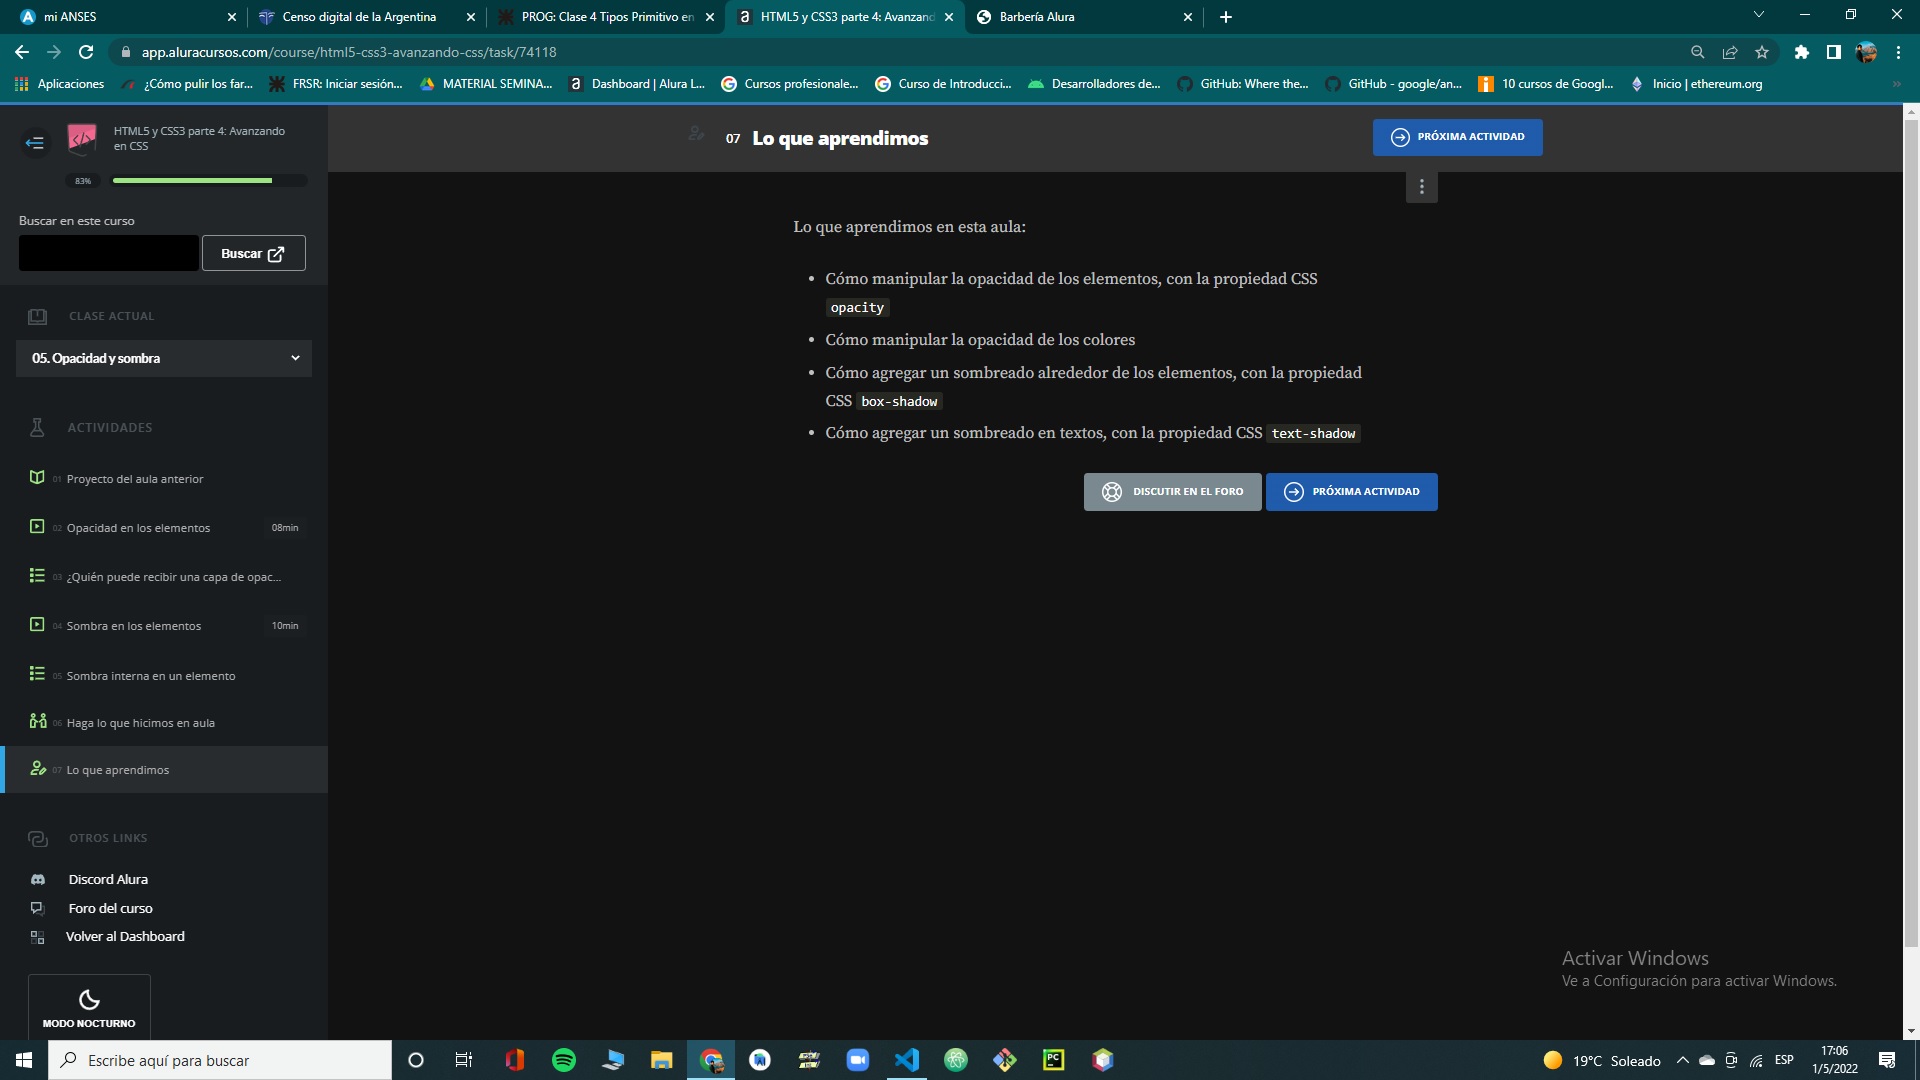 mi ANSES
Censo digital de la Argentina
PROG: Clase 4 Tipos Primitivo en
HTML5 y CSS3 parte 4: Avanzand
Barbería Alura
app.aluracursos.com/course/html5-css3-avanzando-css/task/74118
Aplicaciones
¿Cómo pulir los far...
FRSR: Iniciar sesión...
MATERIAL SEMINA...
Dashboard | Alura L...
Cursos profesionale...
Curso de Introducci...
Desarrolladores de...
GitHub: Where the...
GitHub - google/an...
10 cursos de Googl...
Inicio | ethereum.org
HTML5 y CSS3 parte 4: Avanzando
en CSS
83%
Buscar en este curso
Buscar
CLASE ACTUAL
05. Opacidad y sombra
ACTIVIDADES
01 Proyecto del aula anterior
02 Opacidad en los elementos 08min
03 ¿Quién puede recibir una capa de opac...
04 Sombra en los elementos 10min
05 Sombra interna en un elemento
06 Haga lo que hicimos en aula
07 Lo que aprendimos
OTROS LINKS
Discord Alura
Foro del curso
Volver al Dashboard
MODO NOCTURNO
07 Lo que aprendimos
PRÓXIMA ACTIVIDAD
Lo que aprendimos en esta aula:
• Cómo manipular la opacidad de los elementos, con la propiedad CSS
opacity
• Cómo manipular la opacidad de los colores
• Cómo agregar un sombreado alrededor de los elementos, con la propiedad
CSS box-shadow
• Cómo agregar un sombreado en textos, con la propiedad CSS text-shadow
DISCUTIR EN EL FORO
PRÓXIMA ACTIVIDAD
Activar Windows
Ve a Configuración para activar Windows.
Escribe aquí para buscar
19°C Soleado
ESP
17:06
1/5/2022